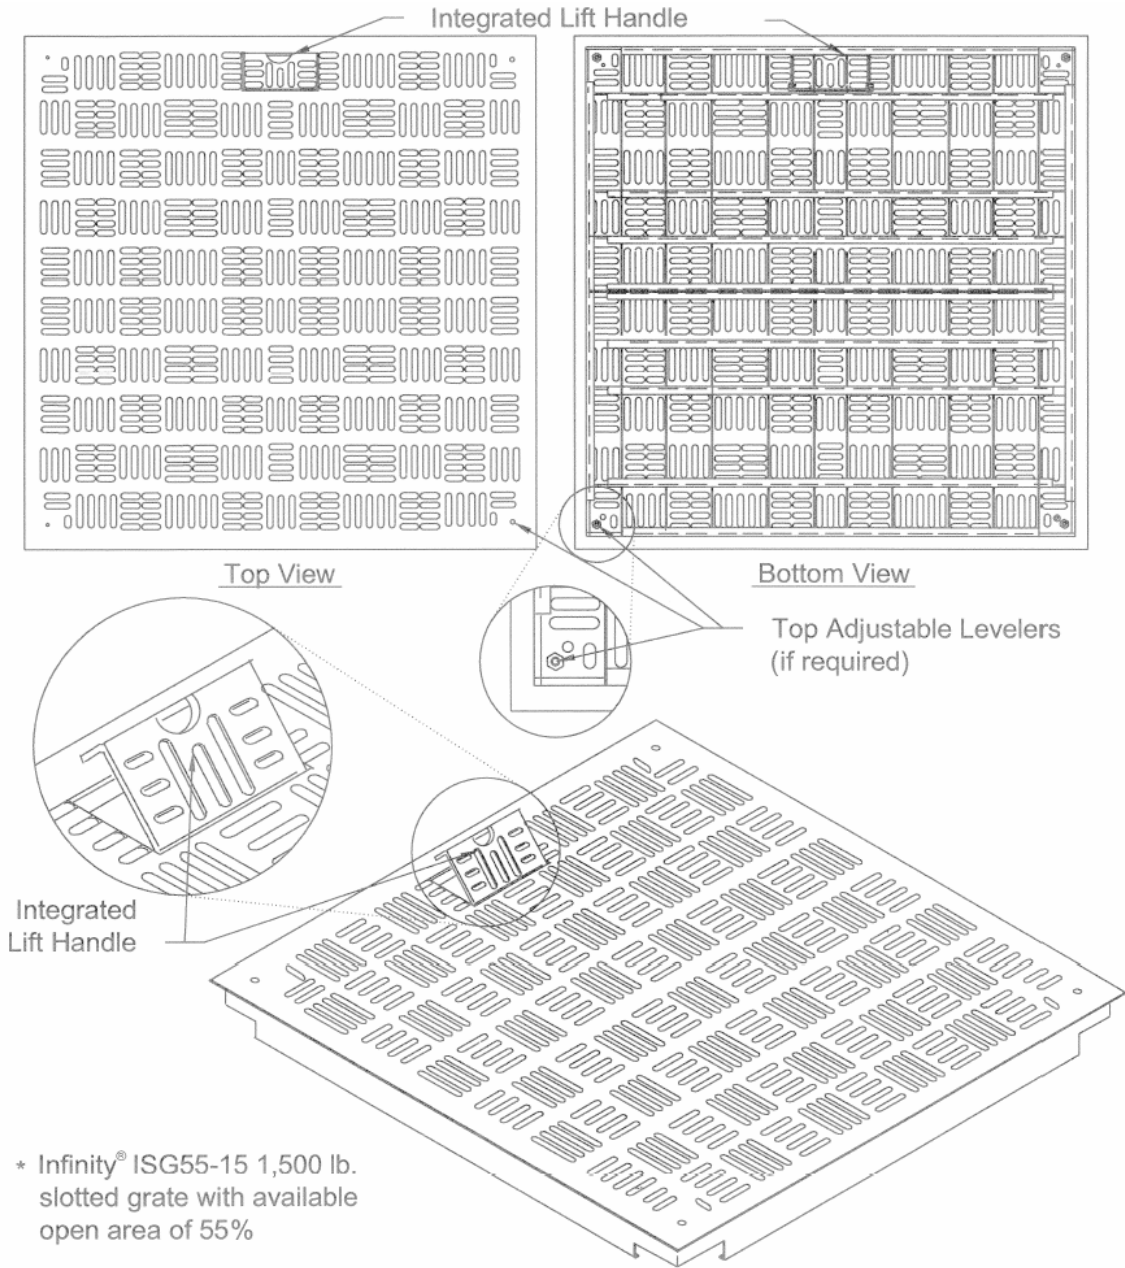 Integrated Lift Handle
Top View
Bottom View
Top Adjustable Levelers
(if required)
Integrated
Lift Handle
* Infinity® ISG55-15 1,500 lb.
slotted grate with available
open area of 55%